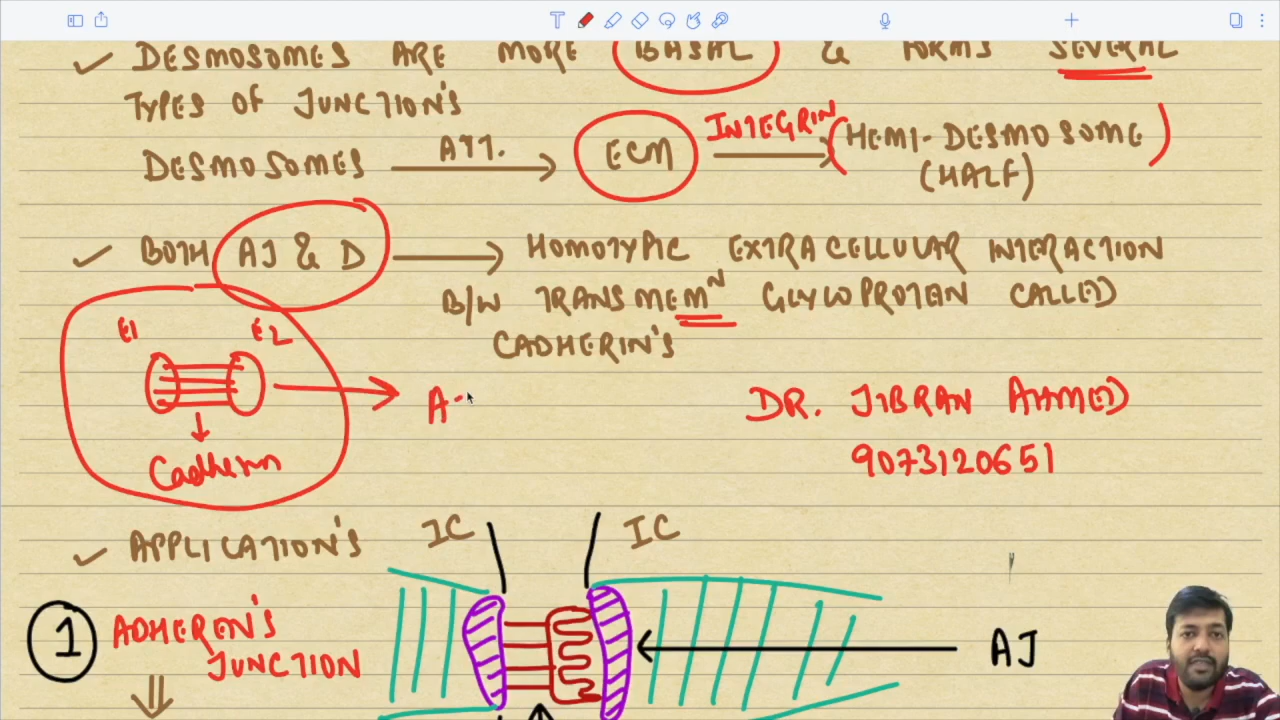 DESMOSOMES ARE MORE BASAL & FORMS SEVERAL
TYPES OF JUNCTION'S
DESMOSOMES ATT. ECM INTEGRIN (HEMI-DESMOSOME)
(HALF)
BOTH AJ & D HOMOTYPIC EXTRACELLULAR INTERACTION
B/W TRANSMEMᴺ GLYCOPROTEIN CALLED
CADHERIN'S
E1 E2
Cadherin
A-
DR. JIBRAN AHMED
9073120651
APPLICATION'S
IC IC
1 ADHEREN'S
JUNCTION
AJ